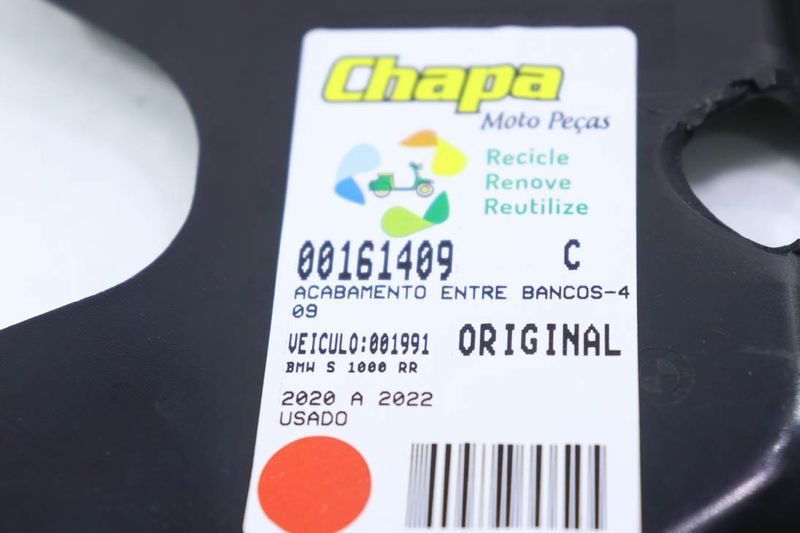 Chapa
Moto Peças
Recicle
Renove
Reutilize
00161409 C
ACABAMENTO ENTRE BANCOS-4
09
VEICULO:001991 ORIGINAL
BMW S 1000 RR
2020 A 2022
USADO